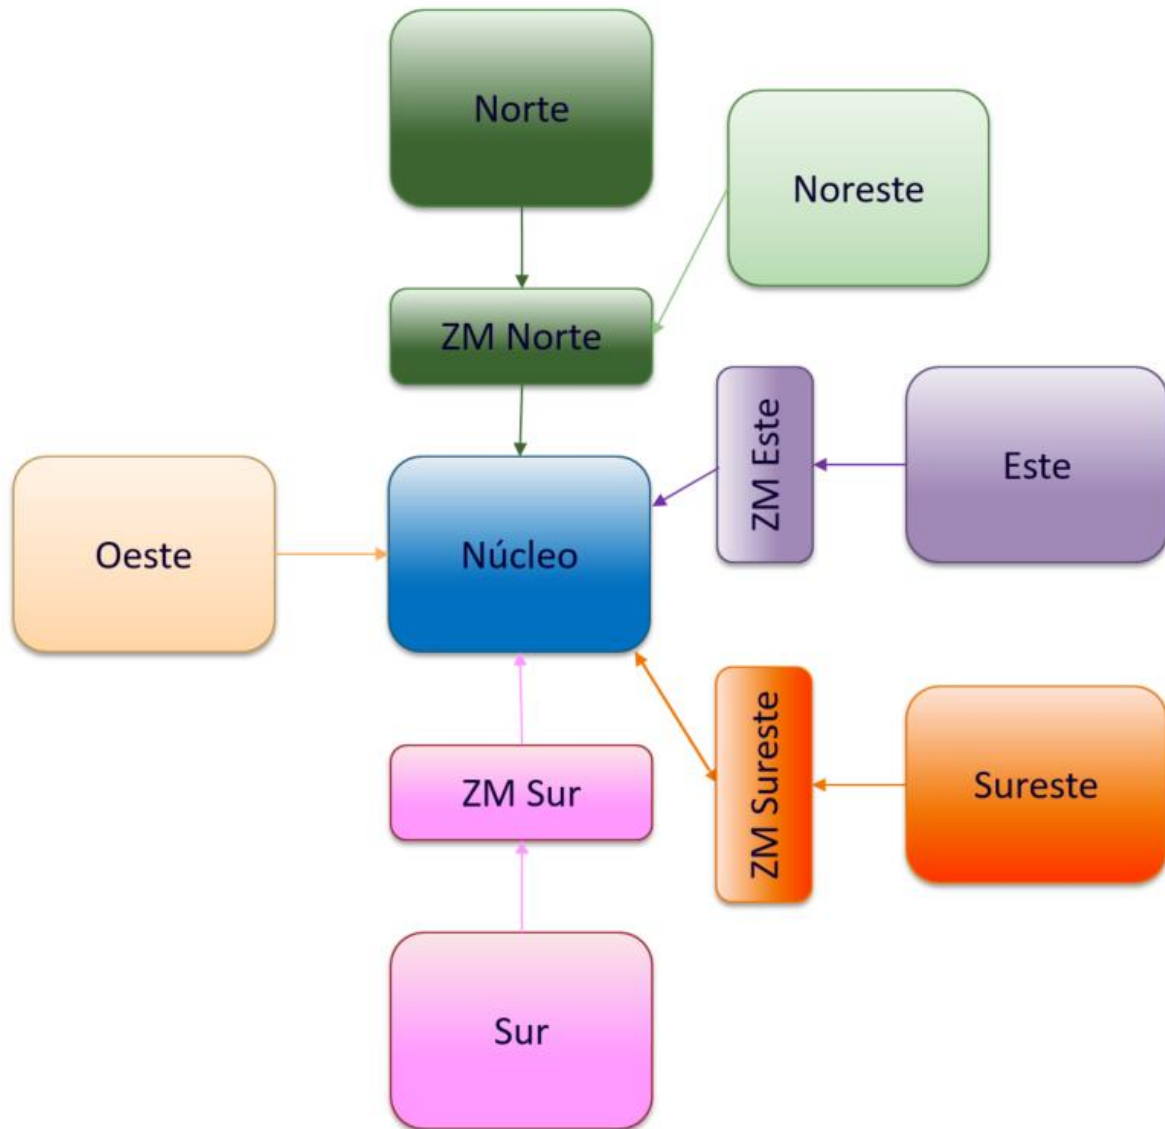 Norte
Noreste
ZM Norte
ZM Este
Este
Oeste
Núcleo
ZM Sureste
Sureste
ZM Sur
Sur